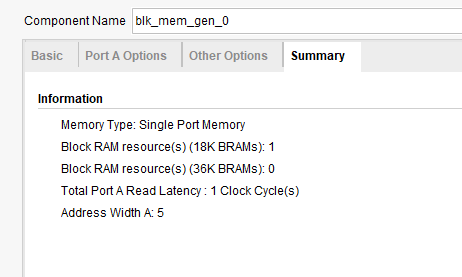 Component Name blk_mem_gen_0
Basic Port A Options Other Options Summary
Information
Memory Type: Single Port Memory
Block RAM resource(s) (18K BRAMs): 1
Block RAM resource(s) (36K BRAMs): 0
Total Port A Read Latency : 1 Clock Cycle(s)
Address Width A: 5